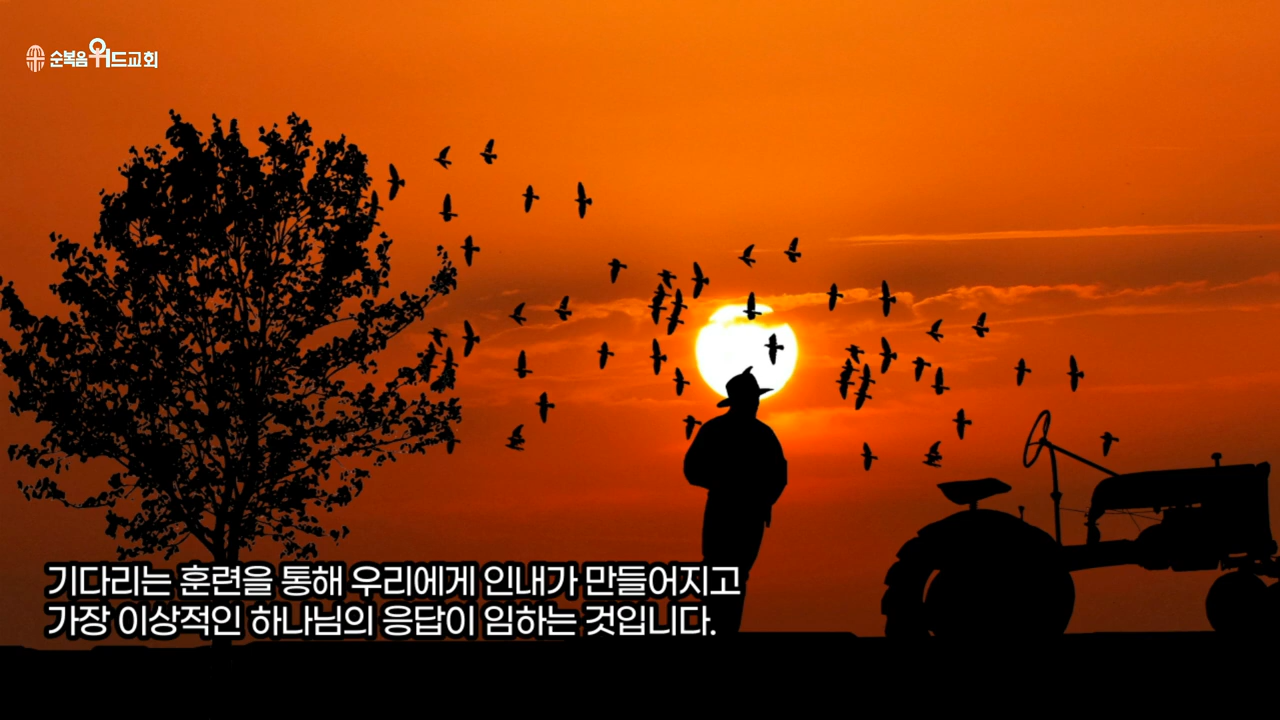 순복음워드교회
기다리는 훈련을 통해 우리에게 인내가 만들어지고
가장 이상적인 하나님의 응답이 임하는 것입니다.